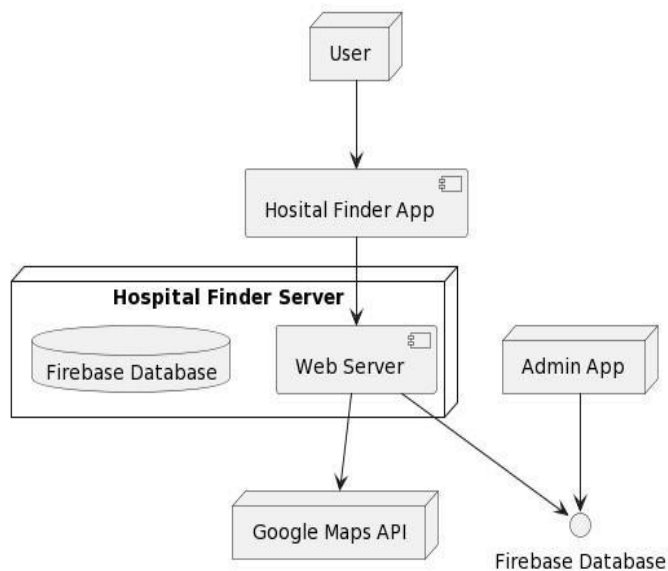 User
Hosital Finder App
Hospital Finder Server
Firebase Database
Web Server
Admin App
Google Maps API
Firebase Database